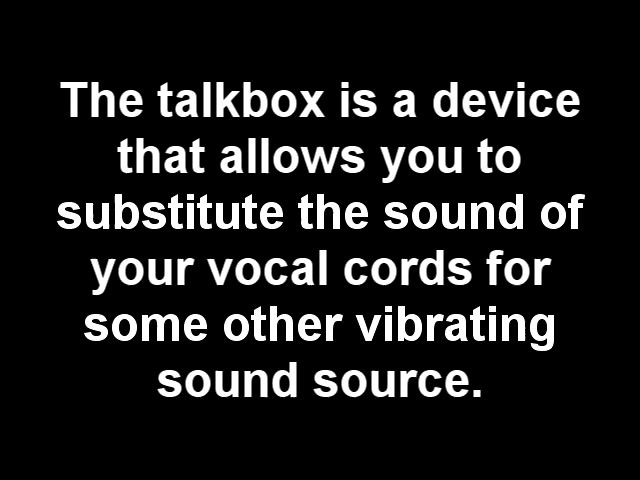 The talkbox is a device
that allows you to
substitute the sound of
your vocal cords for
some other vibrating
sound source.